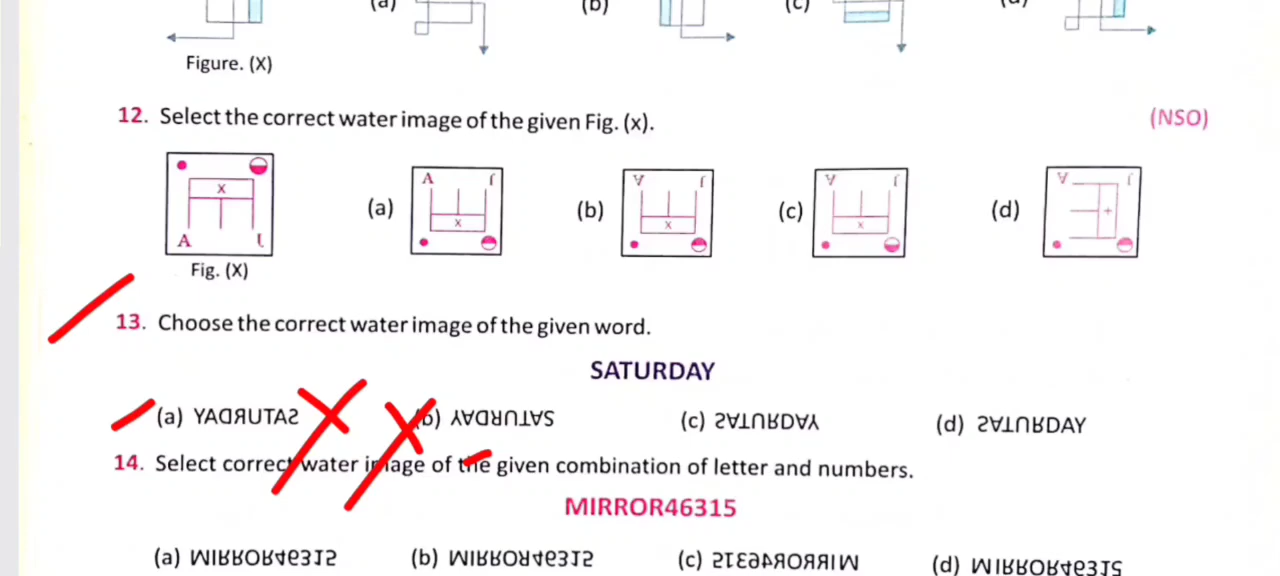 (a) (b) (c) (d)
Figure. (X)
12. Select the correct water image of the given Fig. (x). (NSO)
(a) (b) (c) (d)
Fig. (X)
13. Choose the correct water image of the given word.
SATURDAY
(a) (b) (c) (d)
14. Select correct water image of the given combination of letter and numbers.
MIRROR46315
(a) (b) (c) (d)